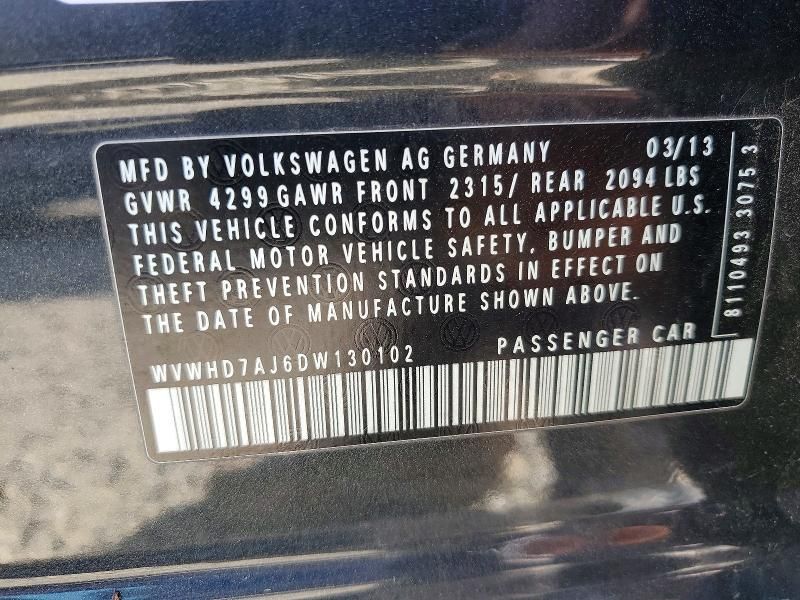 MFD BY VOLKSWAGEN AG GERMANY 03/13
GVWR 4299 GAWR FRONT 2315/ REAR 2094 LBS
THIS VEHICLE CONFORMS TO ALL APPLICABLE U.S.
FEDERAL MOTOR VEHICLE SAFETY, BUMPER AND
THEFT PREVENTION STANDARDS IN EFFECT ON
THE DATE OF MANUFACTURE SHOWN ABOVE.
WVWHD7AJ6DW130102 PASSENGER CAR
8110493 3075 3